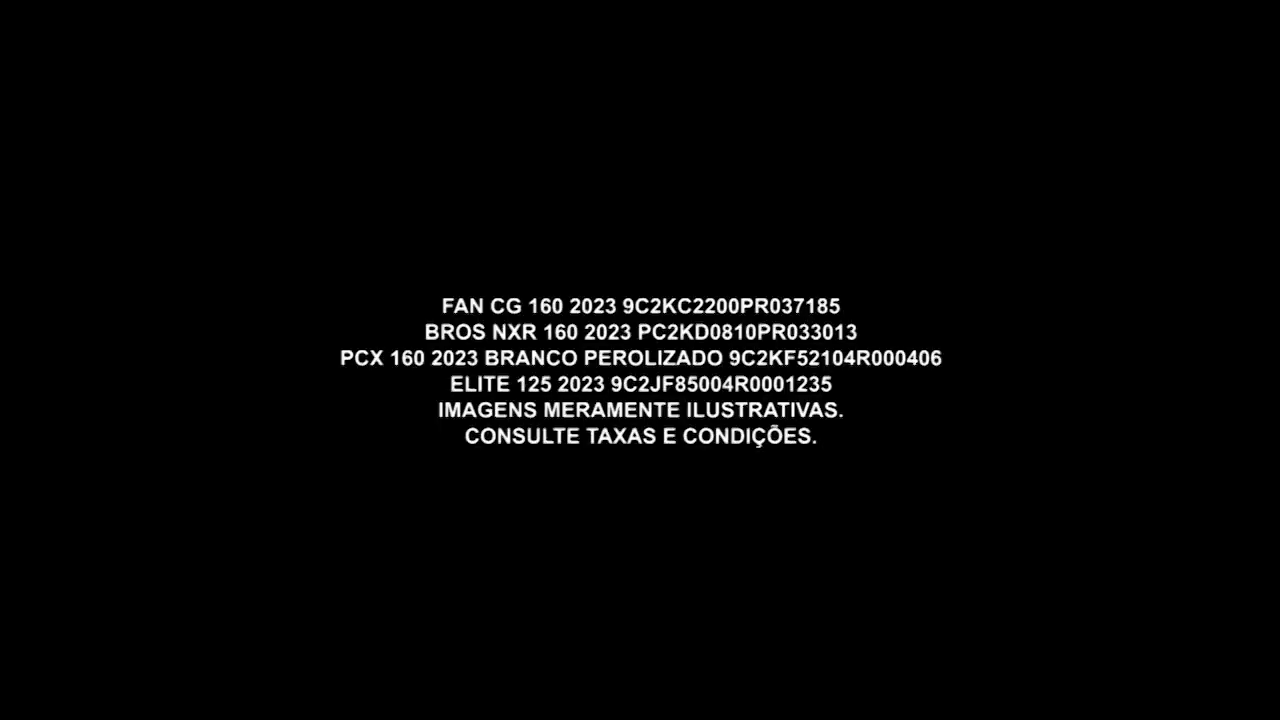 FAN CG 160 2023 9C2KC2200PR037185
BROS NXR 160 2023 PC2KD0810PR033013
PCX 160 2023 BRANCO PEROLIZADO 9C2KF52104R000406
ELITE 125 2023 9C2JF85004R0001235
IMAGENS MERAMENTE ILUSTRATIVAS.
CONSULTE TAXAS E CONDIÇÕES.